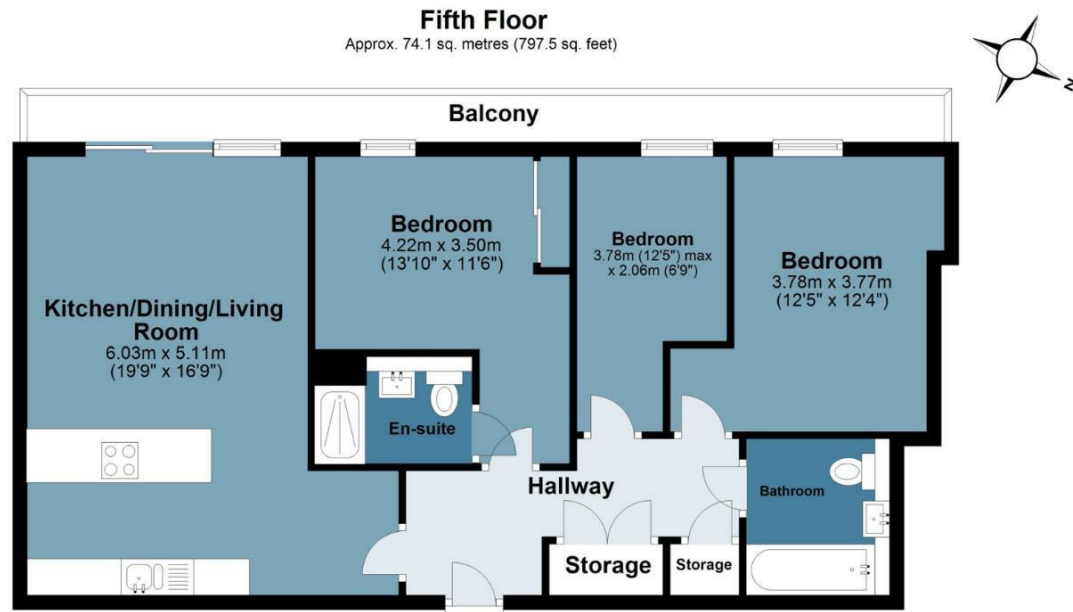 Fifth Floor
Approx. 74.1 sq. metres (797.5 sq. feet)
N
Balcony
Kitchen/Dining/Living
Room
6.03m x 5.11m
(19'9" x 16'9")
Bedroom
4.22m x 3.50m
(13'10" x 11'6")
Bedroom
3.78m (12'5") max
x 2.06m (6'9")
Bedroom
3.78m x 3.77m
(12'5" x 12'4")
En-suite
Hallway
Bathroom
Storage
Storage